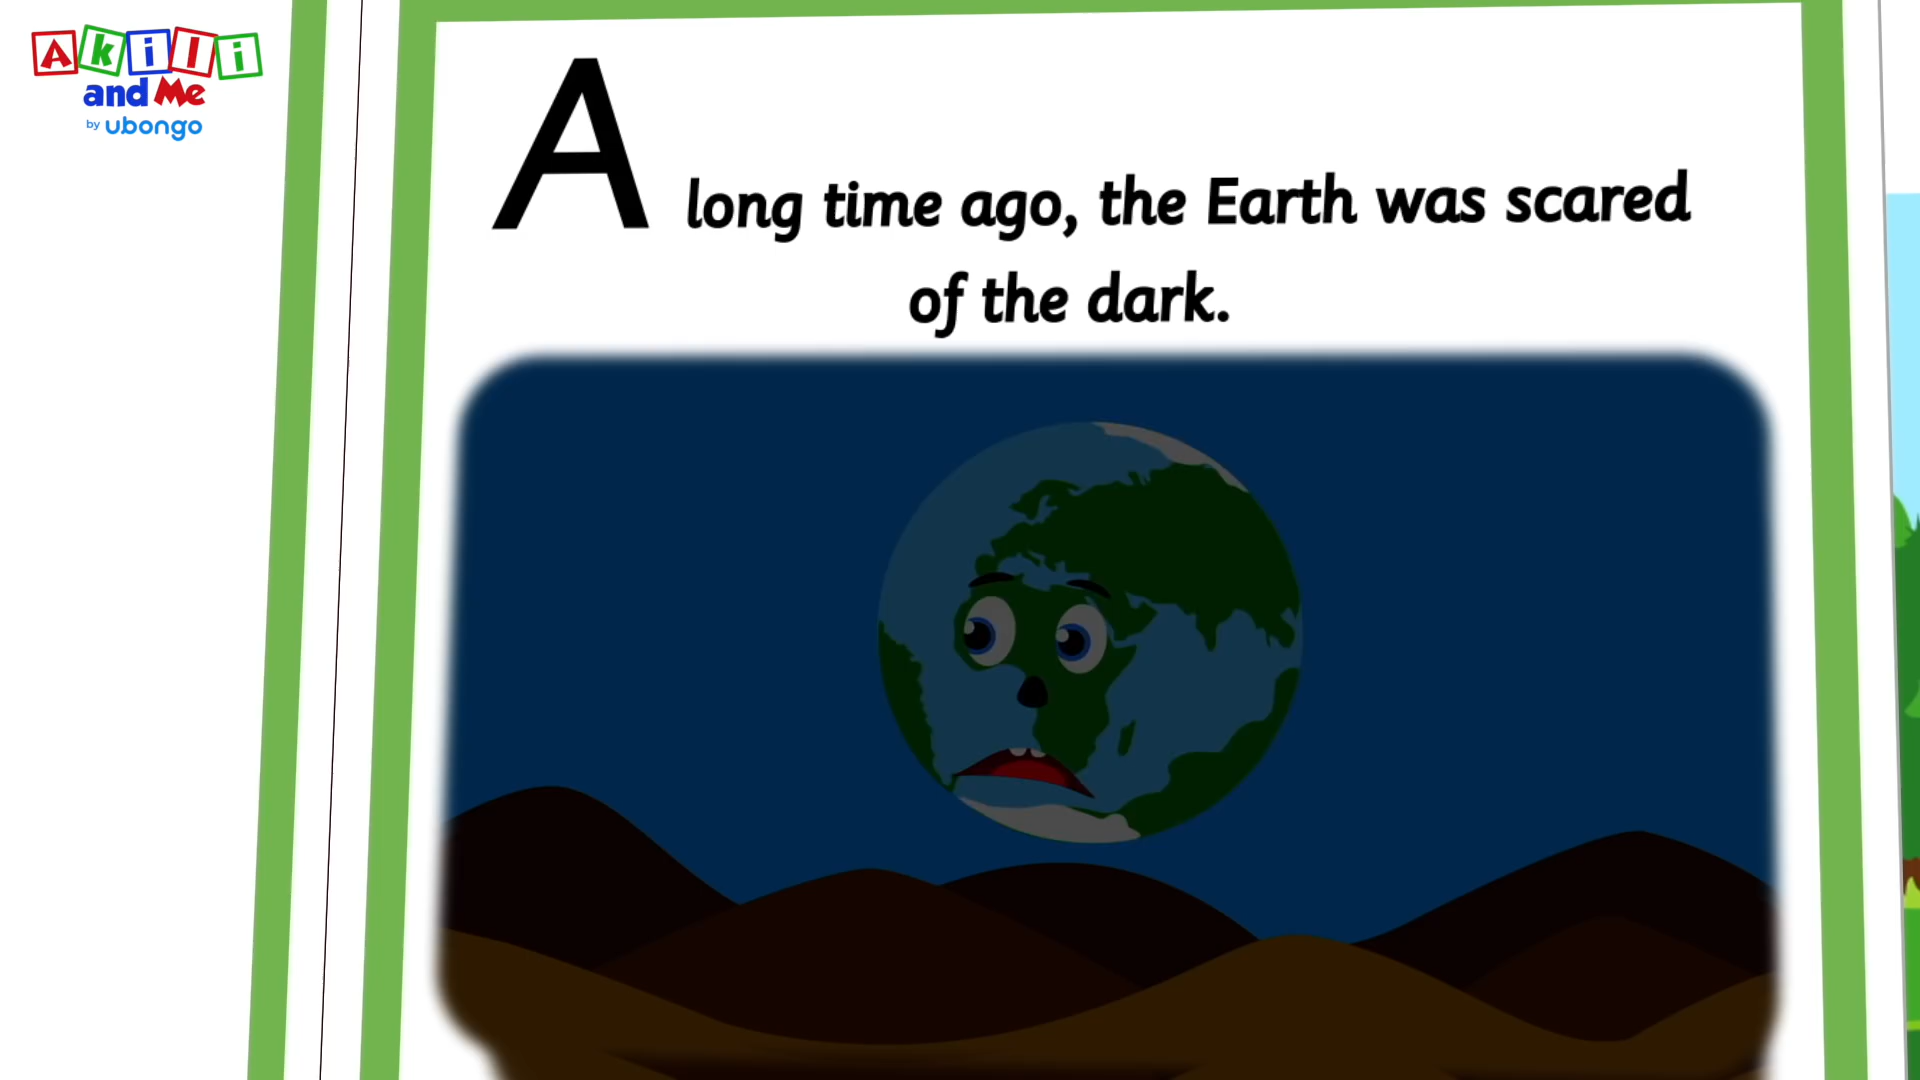 Akili
and Me
by ubongo
A long time ago, the Earth was scared
of the dark.